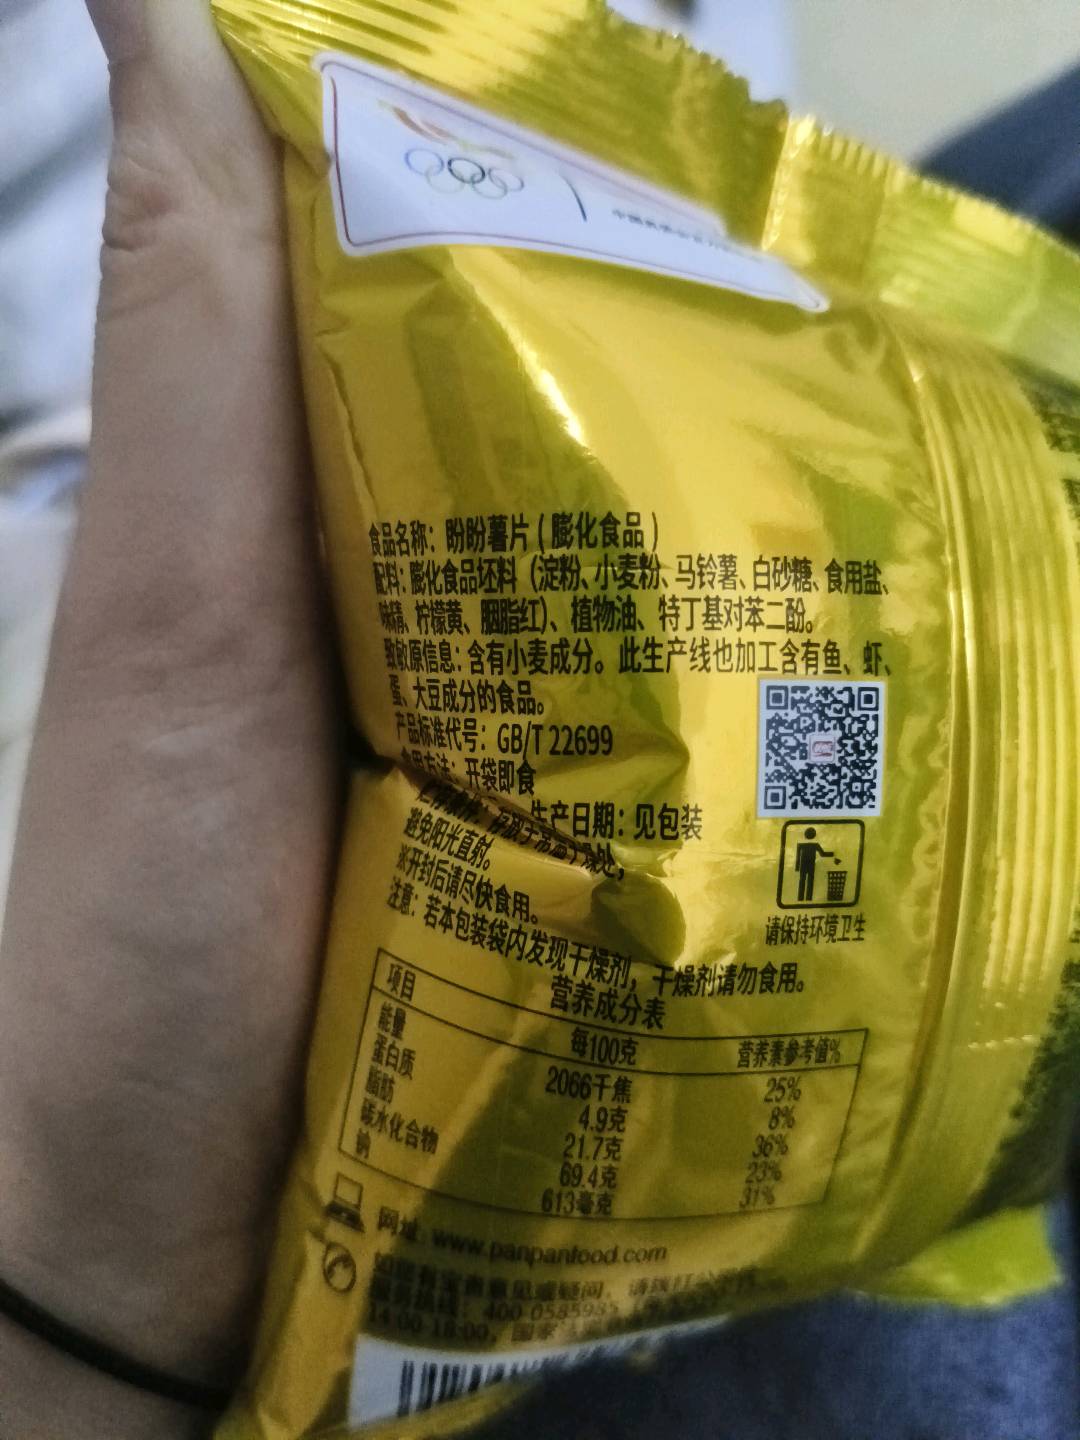 食品名称：盼盼薯片（膨化食品）
配料：膨化食品坯料（淀粉、小麦粉、马铃薯、白砂糖、食用盐、
味精、柠檬黄、胭脂红）、植物油、特丁基对苯二酚。
致敏原信息：含有小麦成分。此生产线也加工含有鱼、虾、
蛋、大豆成分的食品。
产品标准代号：GB/T 22699
食用方法：开袋即食
生产日期：见包装
避免阳光直射。
※开封后请尽快食用。
注意：若本包装袋内发现干燥剂，干燥剂请勿食用。
请保持环境卫生
营养成分表
项目 每100克 营养素参考值%
能量 2066千焦 25%
蛋白质 4.9克 8%
脂肪 21.7克 36%
碳水化合物 69.4克 23%
钠 613毫克 31%
网址：www.panpanfood.com
400-0585985
14:00-18:00，国家